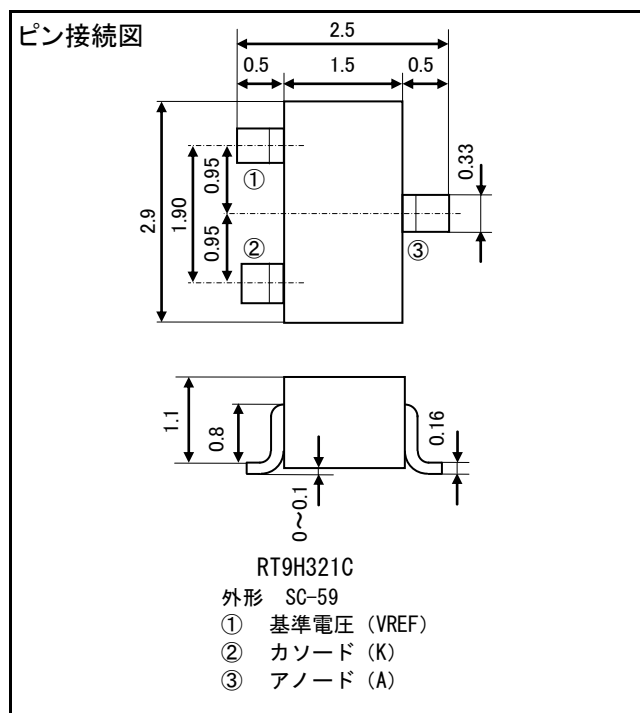 ピン接続図
2.5
0.5 1.5 0.5
①
0.95
0.33
2.9
1.90
0.95
②
③
1.1
0.8
0.16
0～0.1
RT9H321C
外形 SC-59
① 基準電圧（VREF）
② カソード（K）
③ アノード（A）